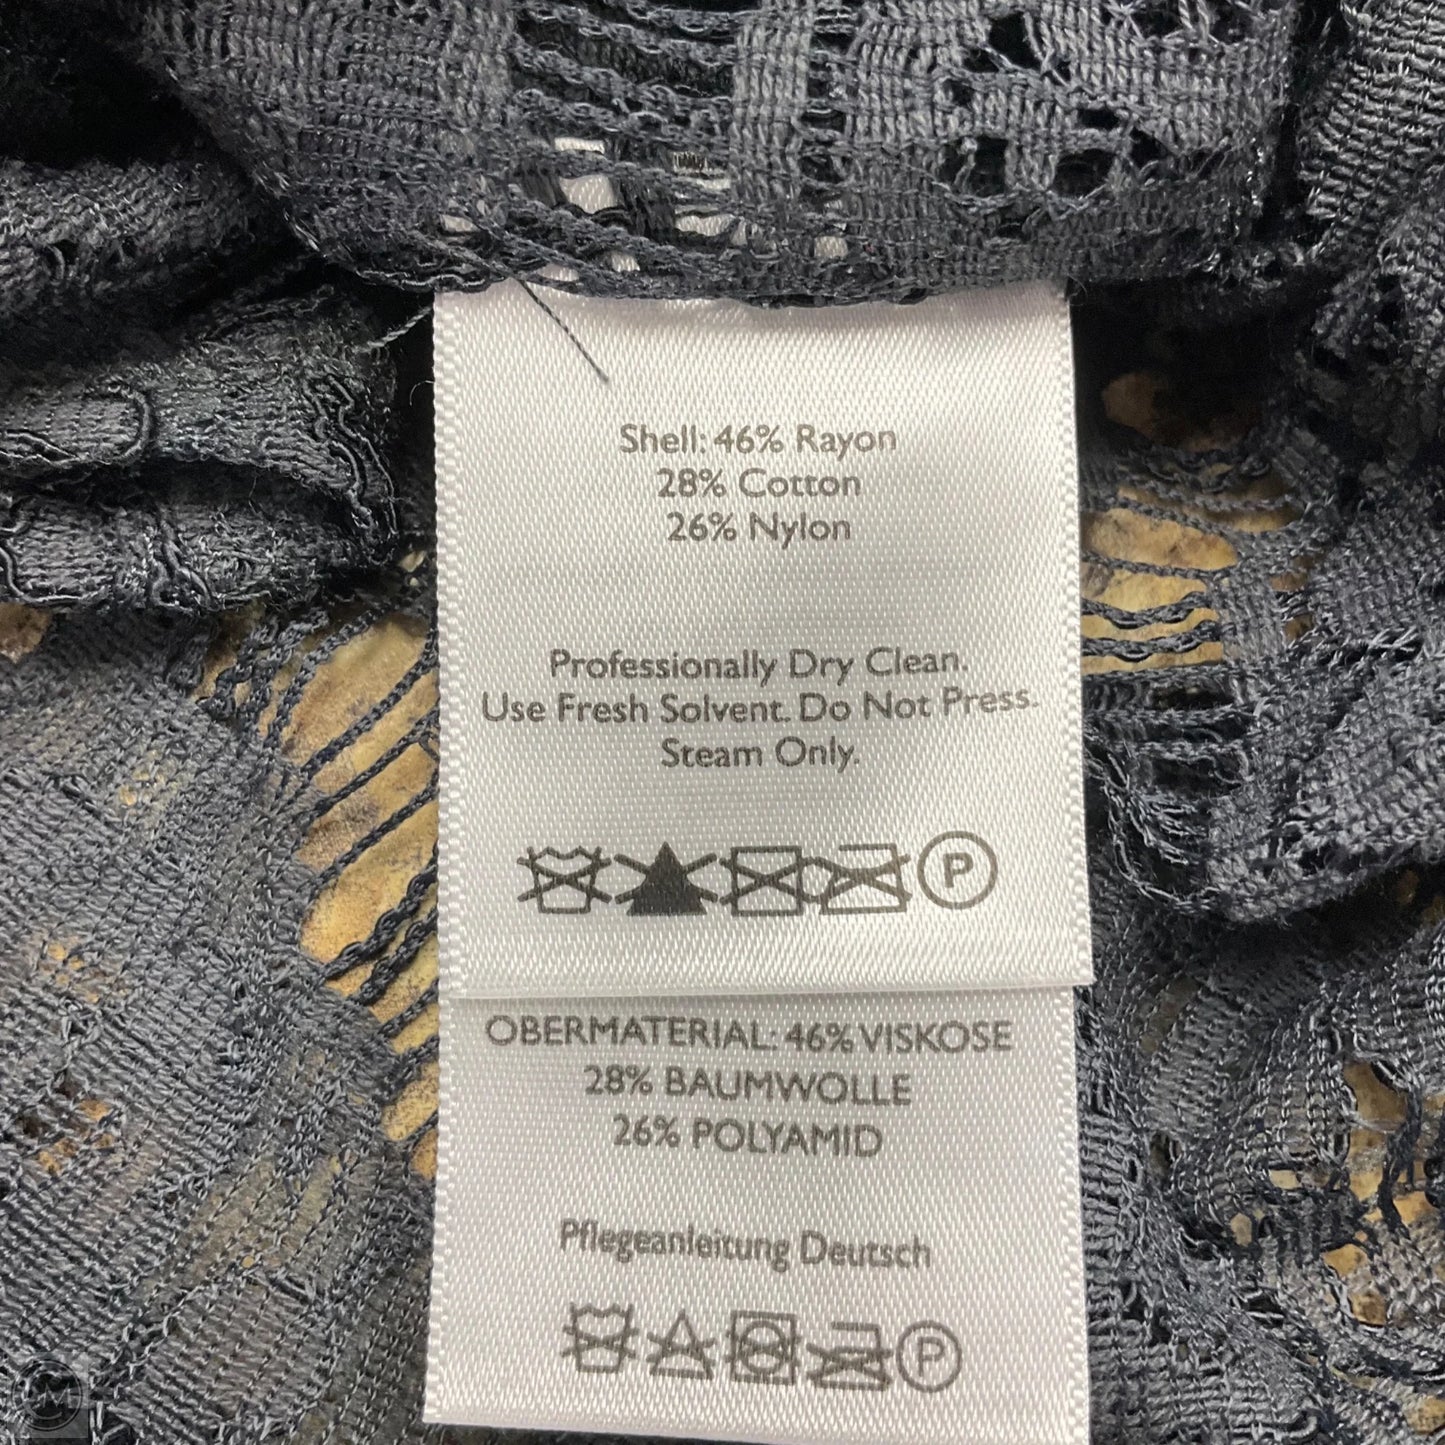 Shell: 46% Rayon
28% Cotton
26% Nylon
Professionally Dry Clean.
Use Fresh Solvent. Do Not Press.
Steam Only.
P
OBERMATERIAL: 46% VISKOSE
28% BAUMWOLLE
26% POLYAMID
Pflegeanleitung Deutsch
P
M